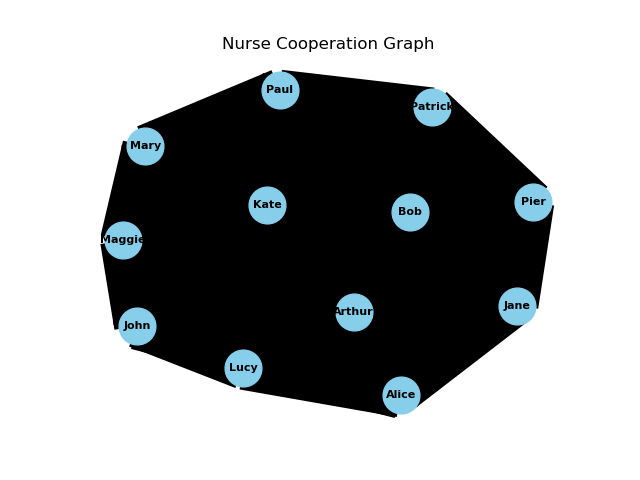 Nurse Cooperation Graph
Paul
Patrick
Mary
Kate
Bob
Pier
Maggie
John
Arthur
Jane
Lucy
Alice